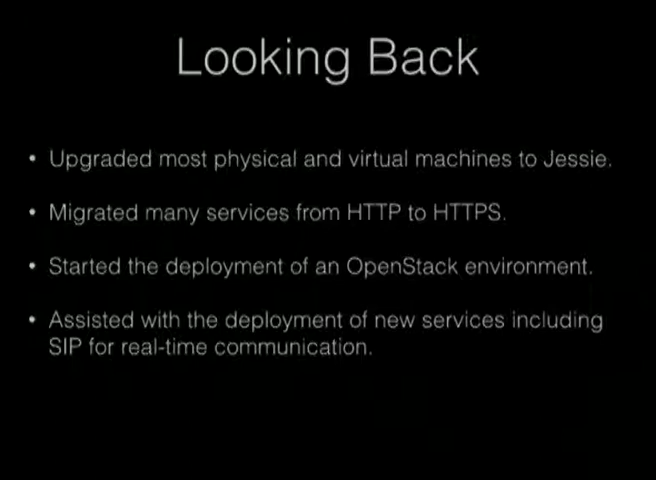 Looking Back
• Upgraded most physical and virtual machines to Jessie.
• Migrated many services from HTTP to HTTPS.
• Started the deployment of an OpenStack environment.
• Assisted with the deployment of new services including
SIP for real-time communication.